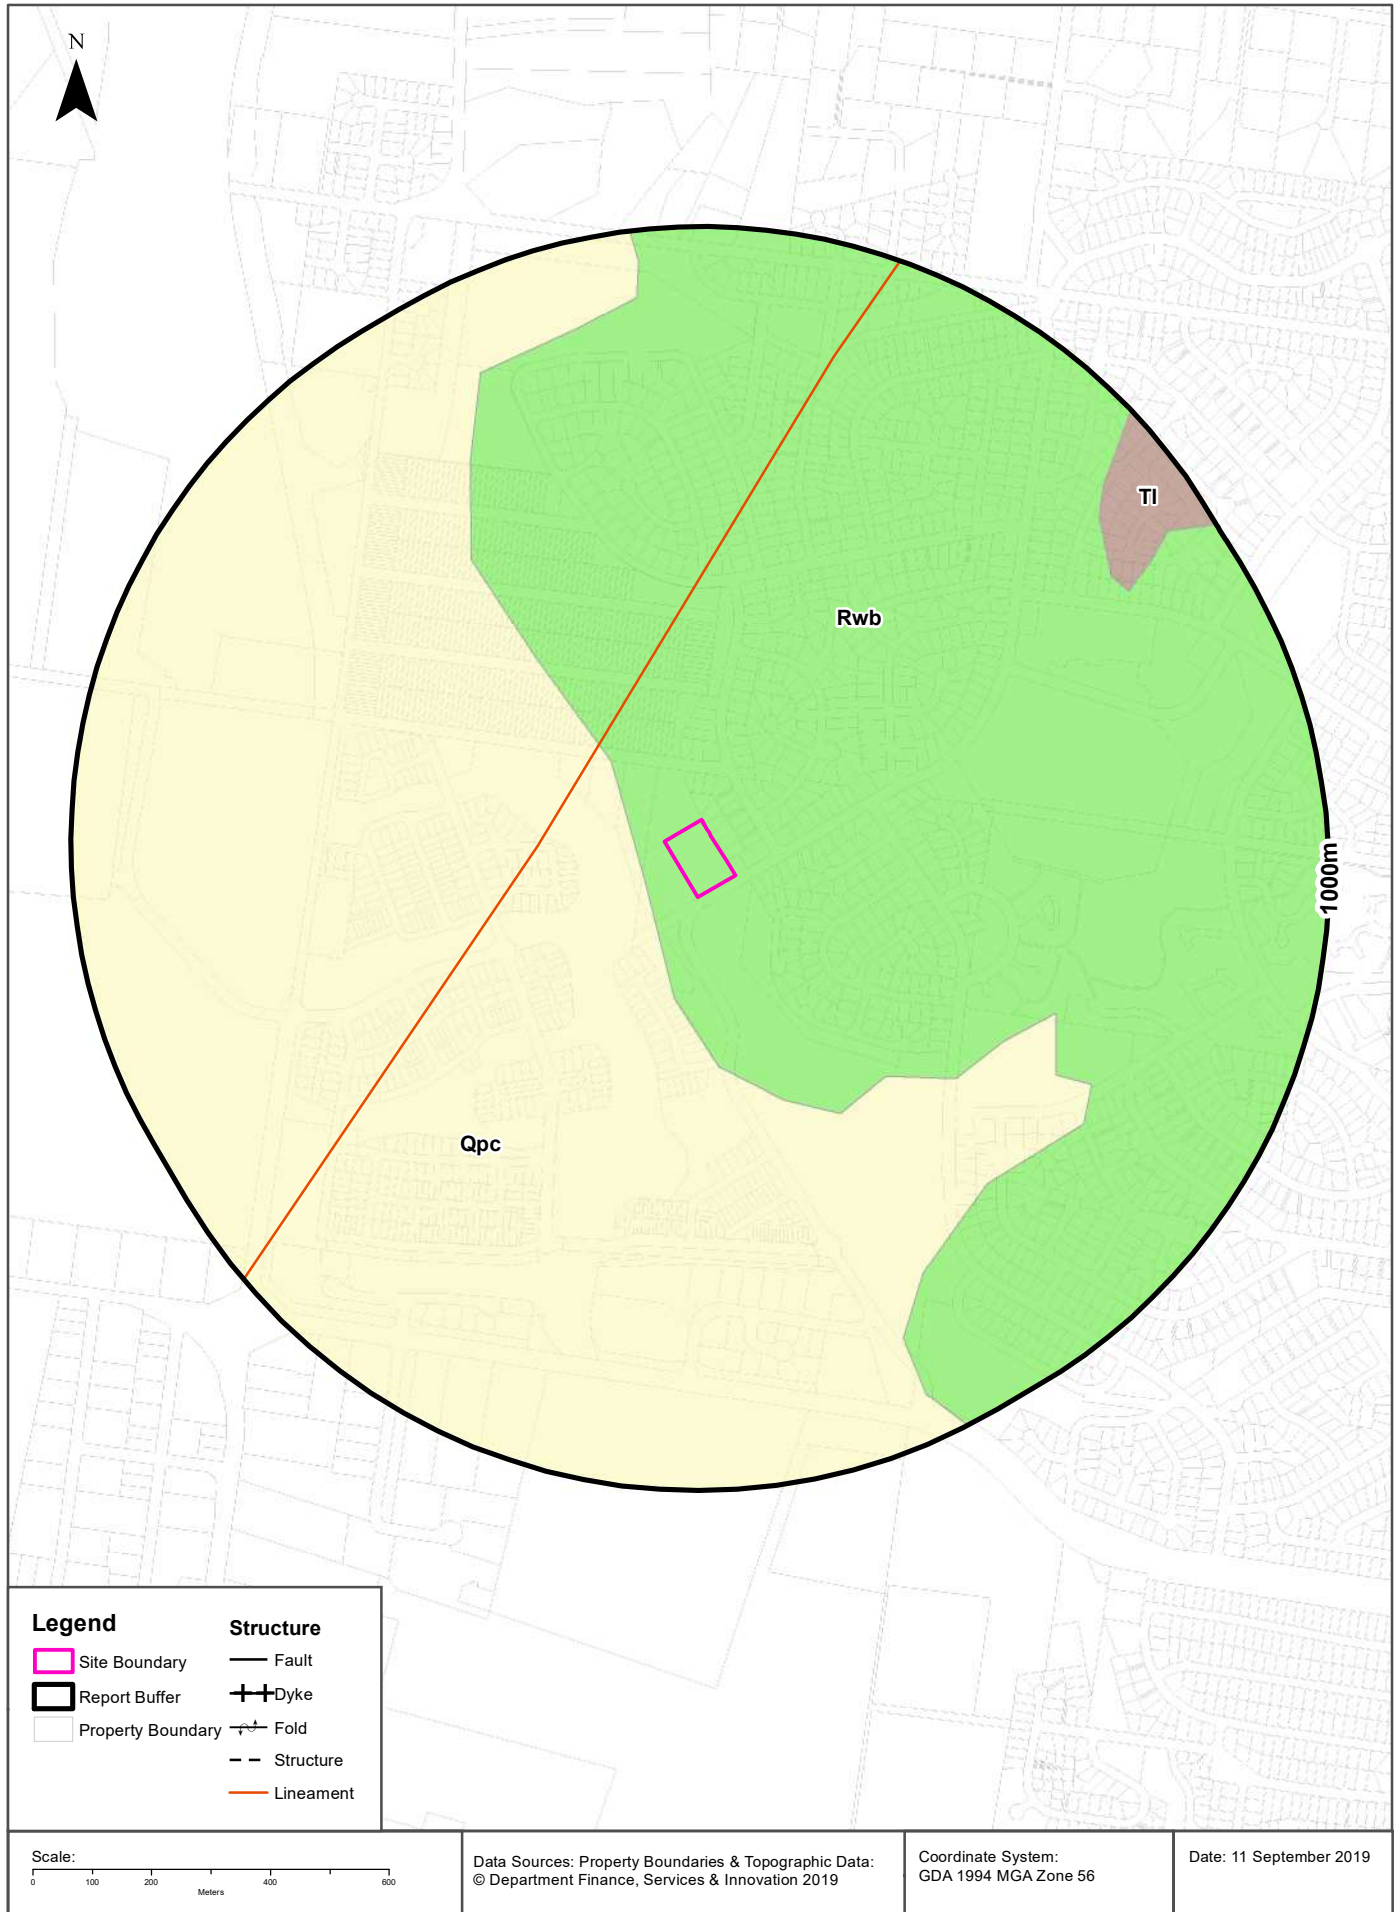 N
Tl
Rwb
1000m
Qpc
Legend
Site Boundary
Report Buffer
Property Boundary
Structure
Fault
Dyke
Fold
Structure
Lineament
Scale:
0 100 200 400 600
Meters
Data Sources: Property Boundaries & Topographic Data:
© Department Finance, Services & Innovation 2019
Coordinate System:
GDA 1994 MGA Zone 56
Date: 11 September 2019